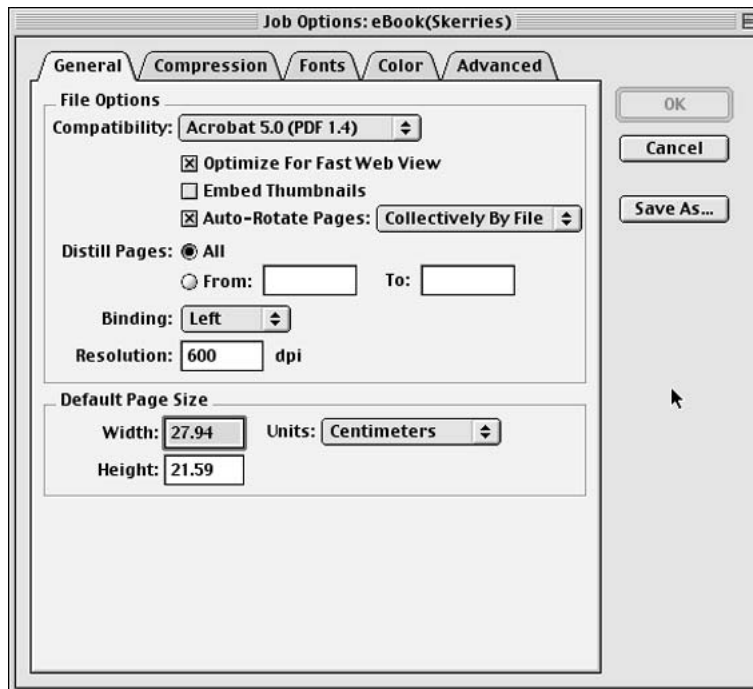 Job Options: eBook(Skerries)
General Compression Fonts Color Advanced
File Options
Compatibility: Acrobat 5.0 (PDF 1.4)
Optimize For Fast Web View
Embed Thumbnails
Auto-Rotate Pages: Collectively By File
Distill Pages: All
From: To:
Binding: Left
Resolution: 600 dpi
Default Page Size
Width: 27.94 Units: Centimeters
Height: 21.59
OK
Cancel
Save As...